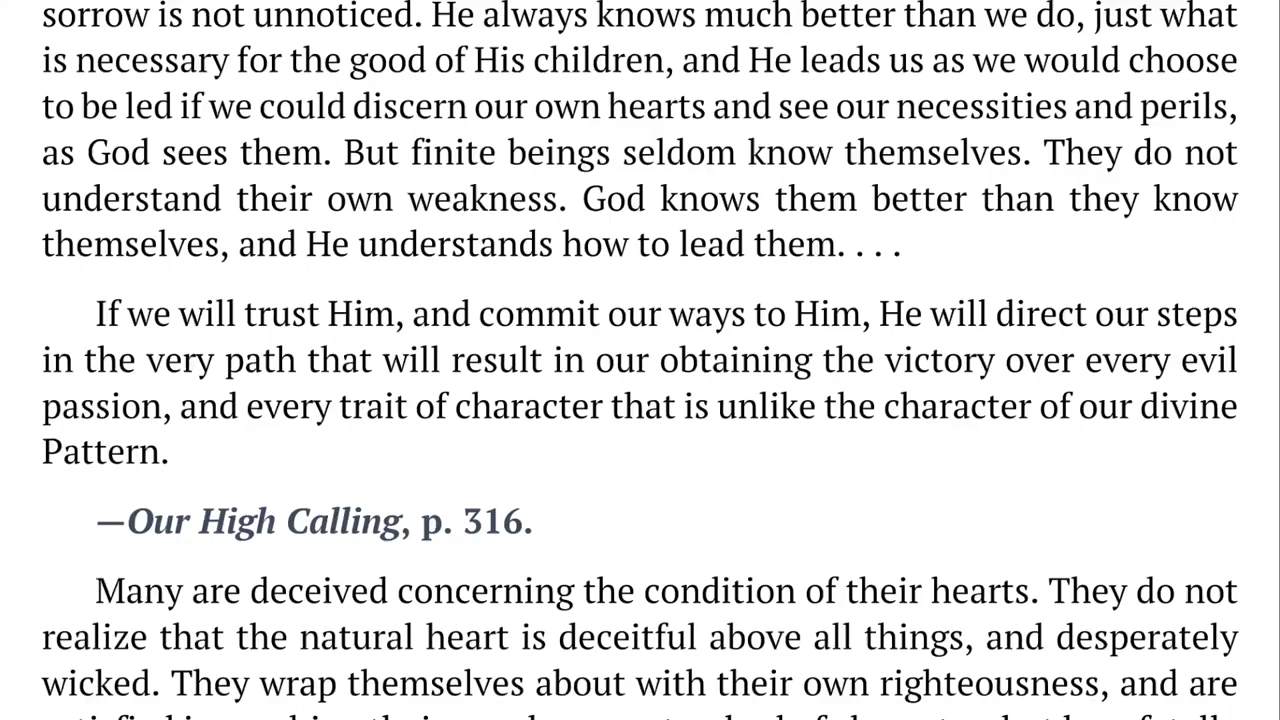 sorrow is not unnoticed. He always knows much better than we do, just what
is necessary for the good of His children, and He leads us as we would choose
to be led if we could discern our own hearts and see our necessities and perils,
as God sees them. But finite beings seldom know themselves. They do not
understand their own weakness. God knows them better than they know
themselves, and He understands how to lead them. . . .
If we will trust Him, and commit our ways to Him, He will direct our steps
in the very path that will result in our obtaining the victory over every evil
passion, and every trait of character that is unlike the character of our divine
Pattern.
—Our High Calling, p. 316.
Many are deceived concerning the condition of their hearts. They do not
realize that the natural heart is deceitful above all things, and desperately
wicked. They wrap themselves about with their own righteousness, and are